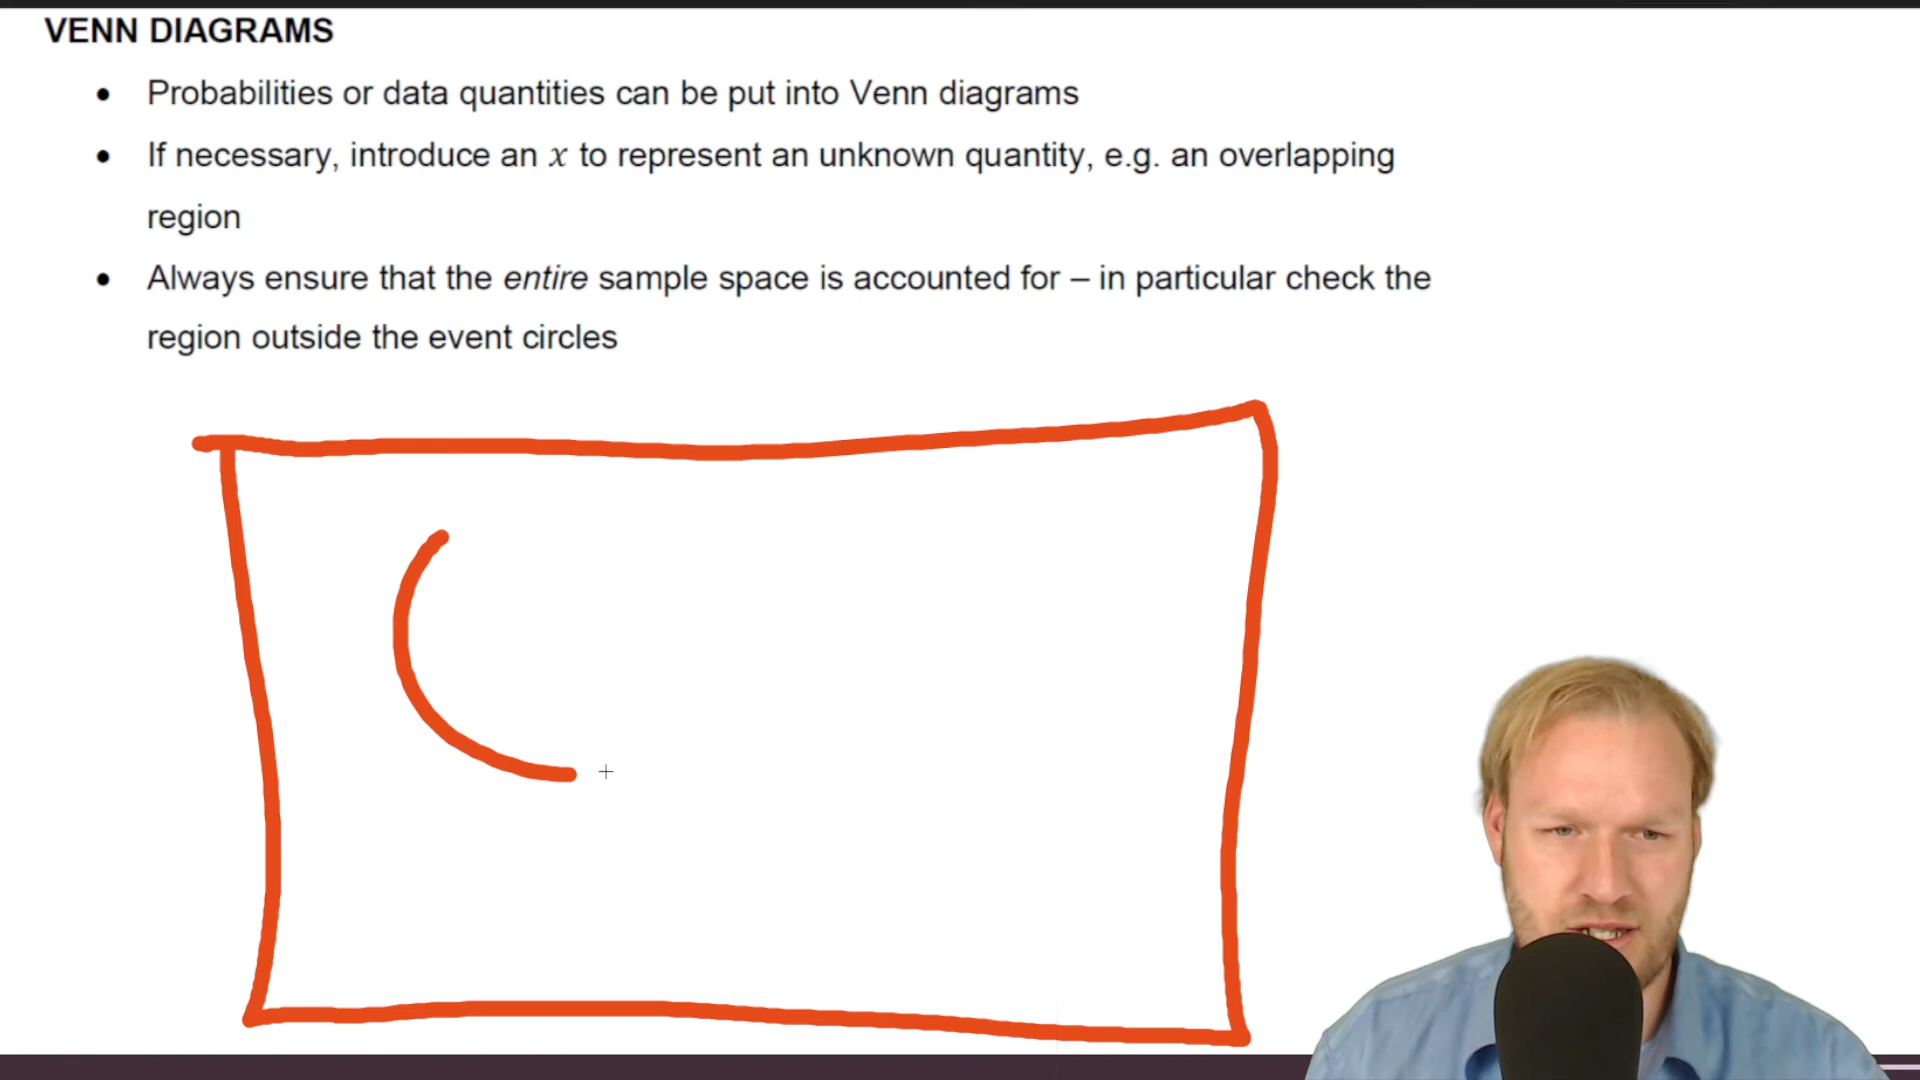 VENN DIAGRAMS
• Probabilities or data quantities can be put into Venn diagrams
• If necessary, introduce an x to represent an unknown quantity, e.g. an overlapping
region
• Always ensure that the entire sample space is accounted for – in particular check the
region outside the event circles